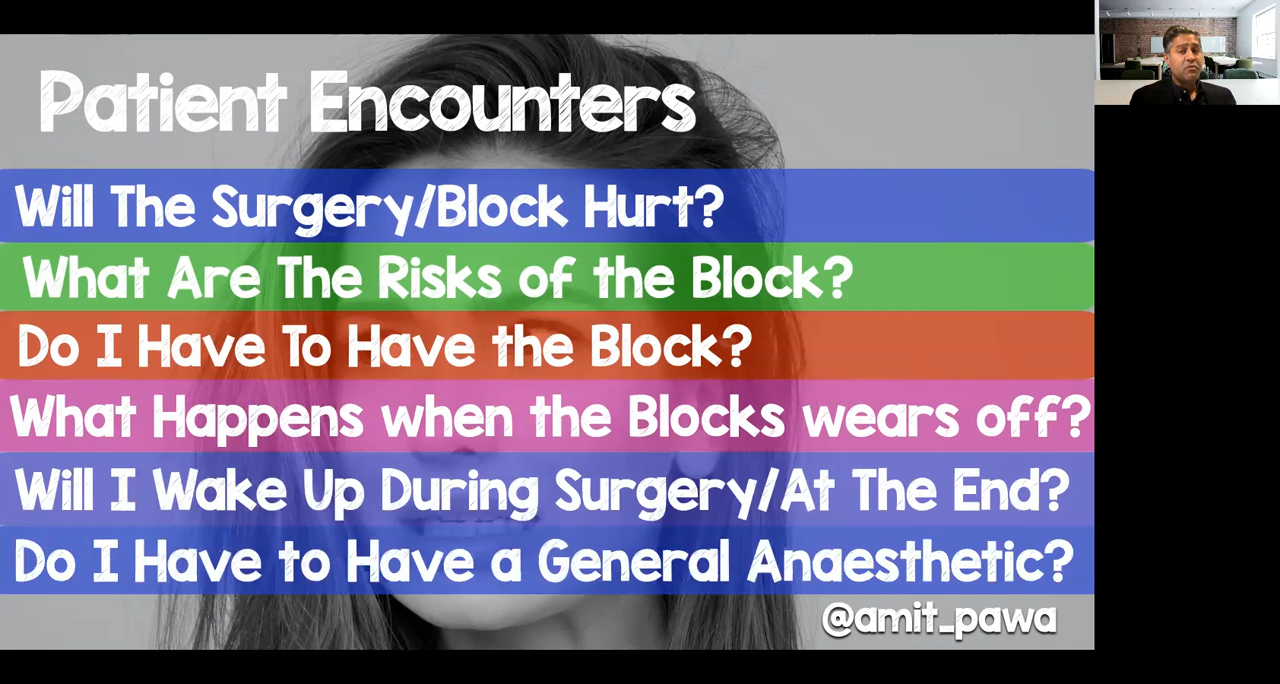 Patient Encounters
Will The Surgery/Block Hurt?
What Are The Risks of the Block?
Do I Have To Have the Block?
What Happens when the Blocks wears off?
Will I Wake Up During Surgery/At The End?
Do I Have to Have a General Anaesthetic?
@amit_pawa